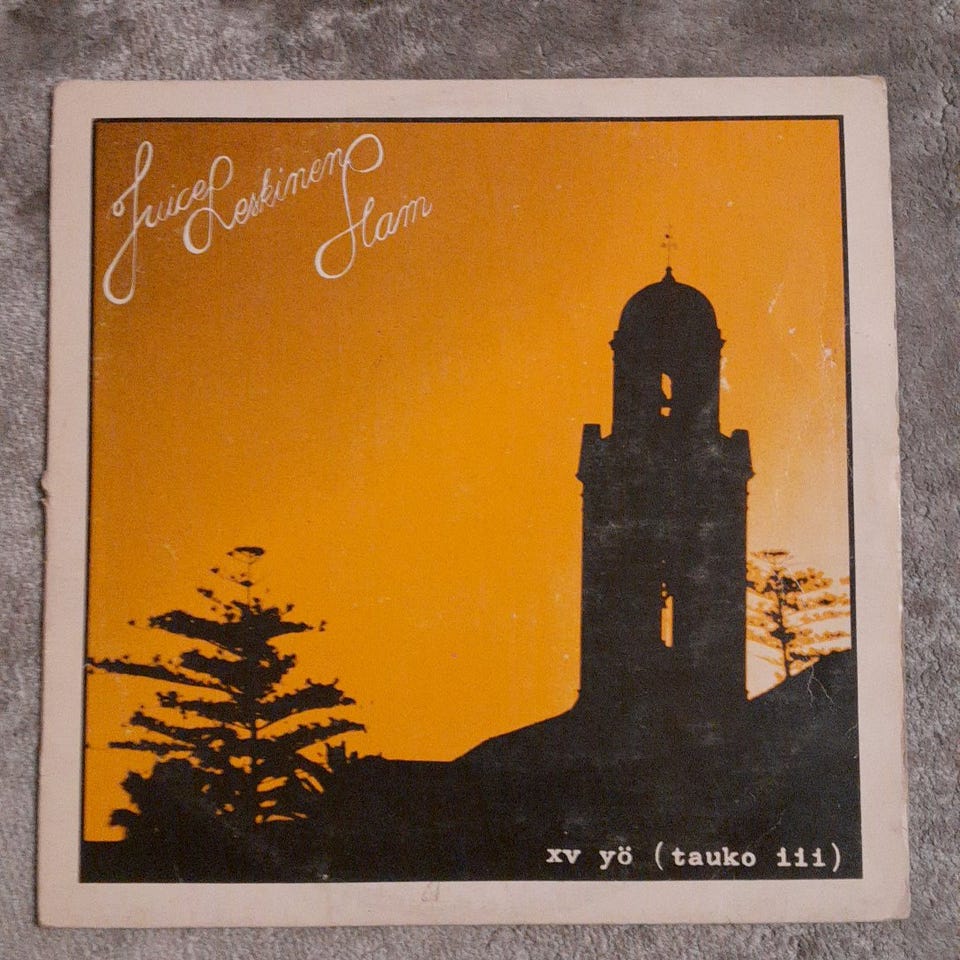 Juice Leskinen Slam
xv yö (tauko iii)